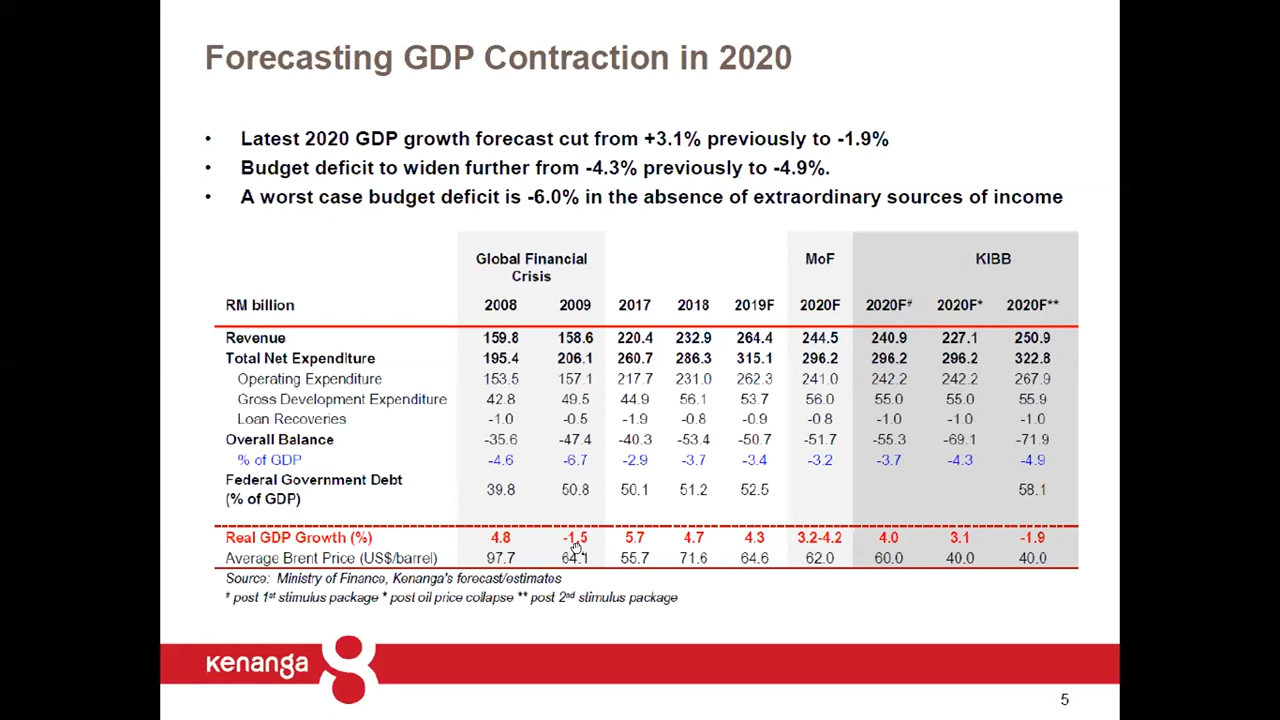 Forecasting GDP Contraction in 2020
• Latest 2020 GDP growth forecast cut from +3.1% previously to -1.9%
• Budget deficit to widen further from -4.3% previously to -4.9%.
• A worst case budget deficit is -6.0% in the absence of extraordinary sources of income
Global Financial Crisis MoF KIBB
RM billion 2008 2009 2017 2018 2019F 2020F 2020F# 2020F* 2020F**
Revenue 159.8 158.6 220.4 232.9 264.4 244.5 240.9 227.1 250.9
Total Net Expenditure 195.4 206.1 260.7 286.3 315.1 296.2 296.2 296.2 322.8
Operating Expenditure 153.5 157.1 217.7 231.0 262.3 241.0 242.2 242.2 267.9
Gross Development Expenditure 42.8 49.5 44.9 56.1 53.7 56.0 55.0 55.0 55.9
Loan Recoveries -1.0 -0.5 -1.9 -0.8 -0.9 -0.8 -1.0 -1.0 -1.0
Overall Balance -35.6 -47.4 -40.3 -53.4 -50.7 -51.7 -55.3 -69.1 -71.9
% of GDP -4.6 -6.7 -2.9 -3.7 -3.4 -3.2 -3.7 -4.3 -4.9
Federal Government Debt
(% of GDP) 39.8 50.8 50.1 51.2 52.5 58.1
Real GDP Growth (%) 4.8 -1.5 5.7 4.7 4.3 3.2-4.2 4.0 3.1 -1.9
Average Brent Price (US$/barrel) 97.7 64.1 55.7 71.6 64.6 62.0 60.0 40.0 40.0
Source: Ministry of Finance, Kenanga's forecast/estimates
# post 1st stimulus package * post oil price collapse ** post 2nd stimulus package
kenanga
5